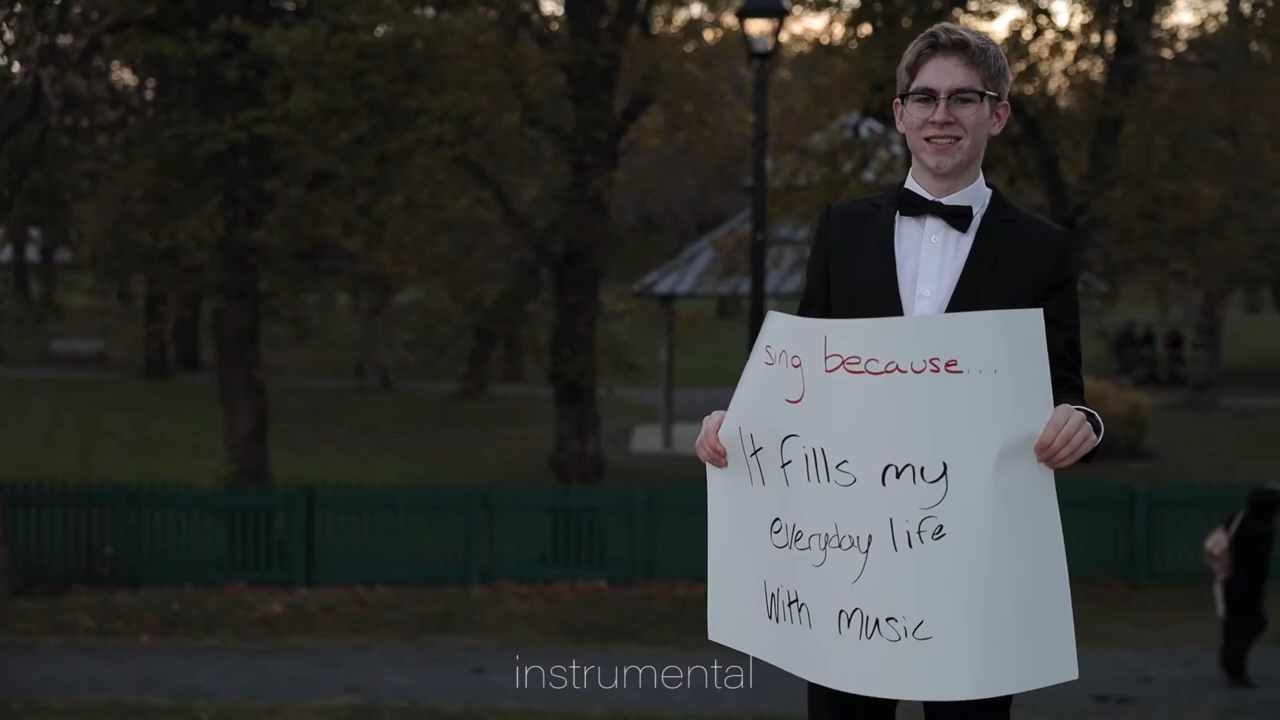 sing because...
It fills my
everyday life
With music
instrumental